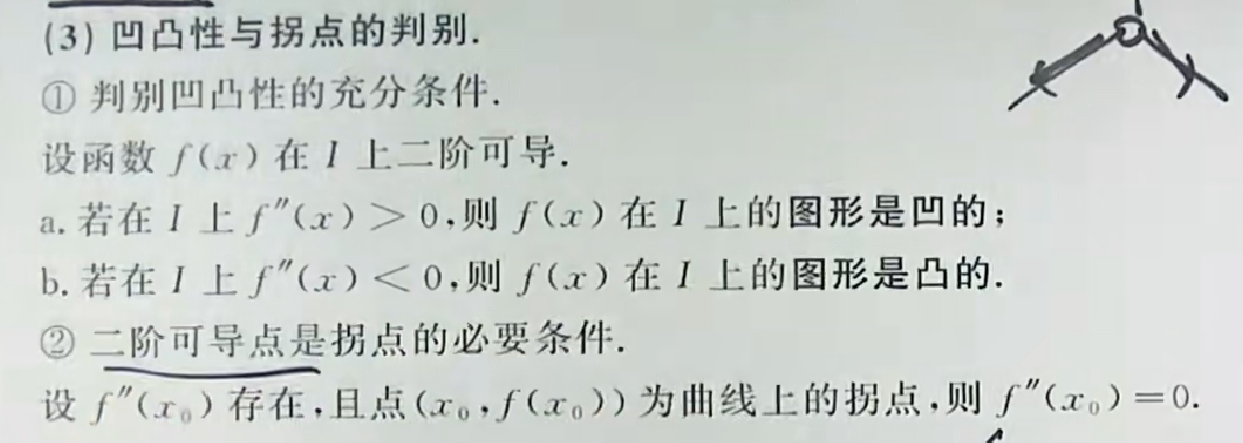 (3) 凹凸性与拐点的判别.
① 判别凹凸性的充分条件.
设函数 f(x) 在 I 上二阶可导.
a. 若在 I 上 f″(x) > 0,则 f(x) 在 I 上的图形是凹的;
b. 若在 I 上 f″(x) < 0,则 f(x) 在 I 上的图形是凸的.
② 二阶可导点是拐点的必要条件.
设 f″(x₀) 存在,且点(x₀,f(x₀))为曲线上的拐点,则 f″(x₀)=0.